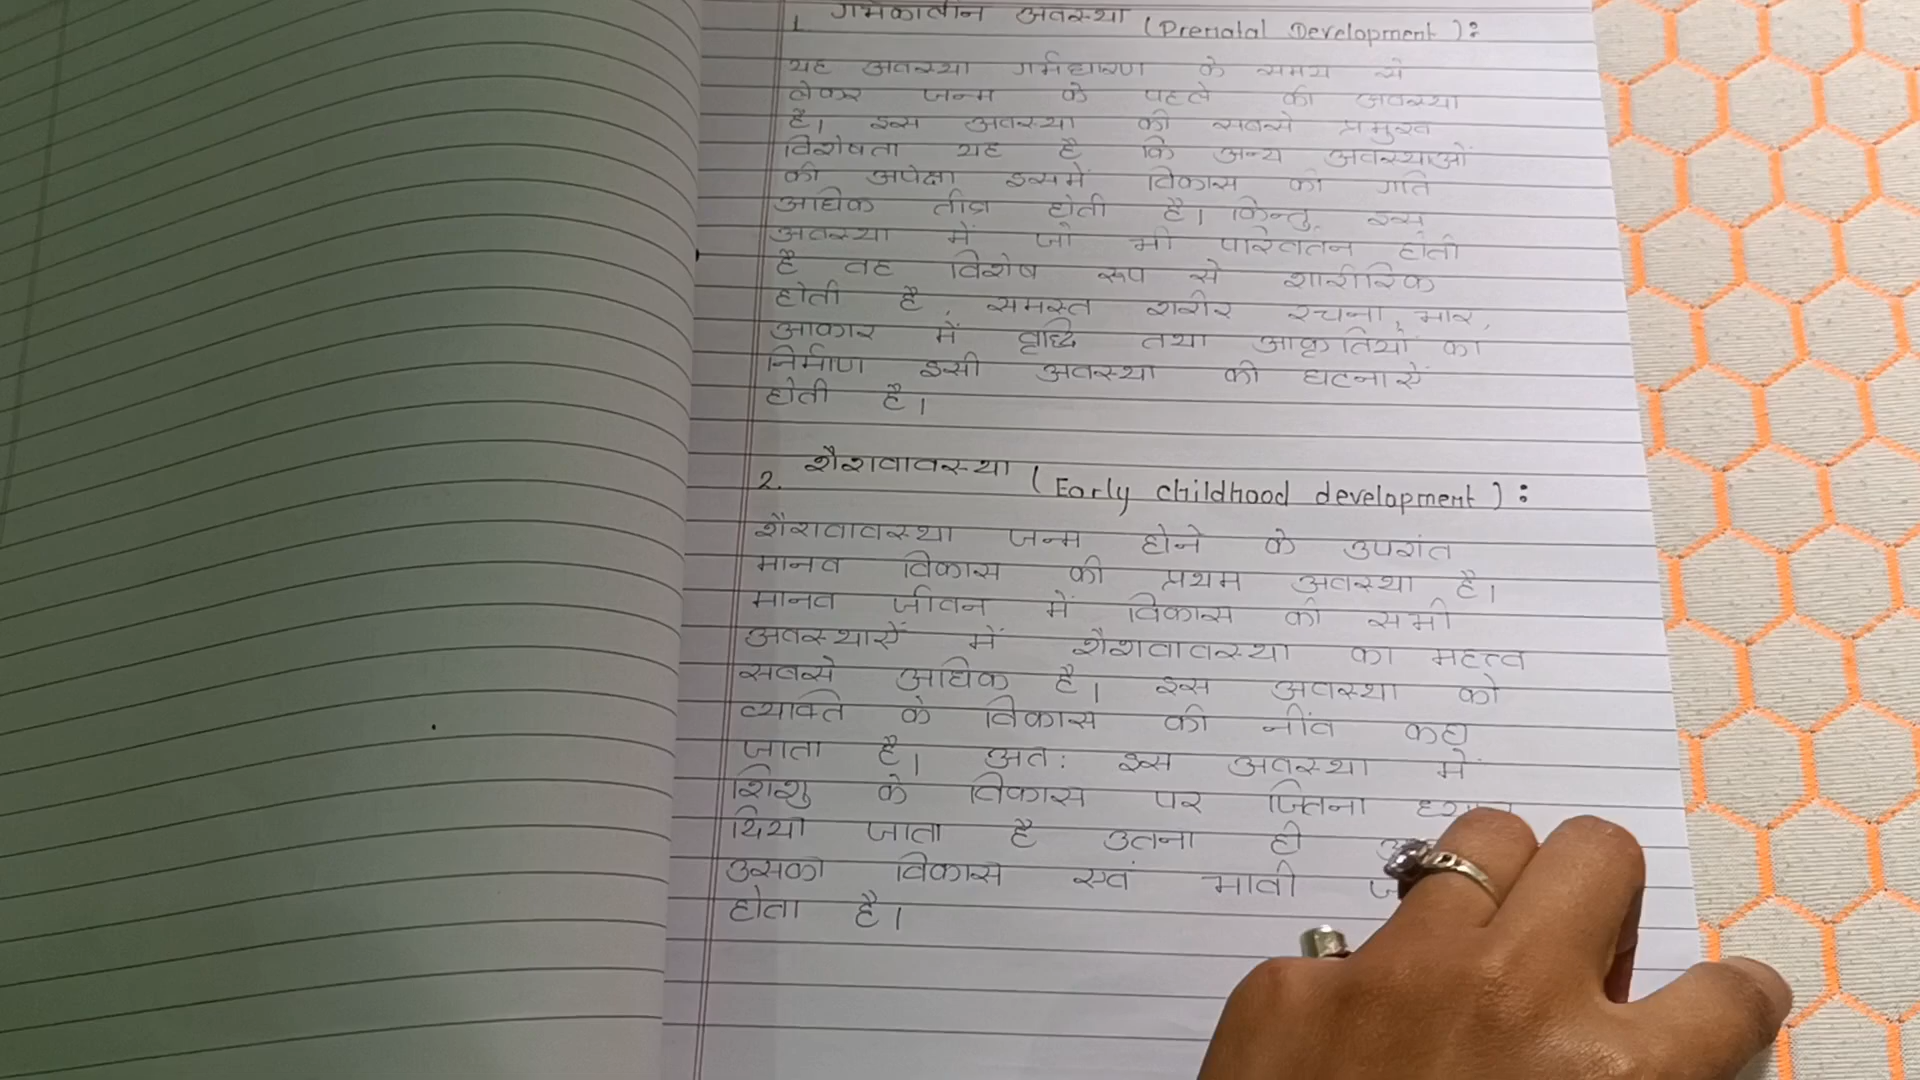 1. गर्भकालीन अवस्था (Prenatal Development):
यह अवस्था गर्भधारण के समय से
लेकर जन्म के पहले की अवस्था
है। इस अवस्था की सबसे प्रमुख
विशेषता यह है कि अन्य अवस्थाओं
की अपेक्षा इसमें विकास की गति
अधिक तीव्र होती है। किन्तु इस
अवस्था में जो भी परिवर्तन होती
है वह विशेष रूप से शारीरिक
होती है, समस्त शरीर रचना, भार,
आकार में वृद्धि तथा आकृतियों का
निर्माण इसी अवस्था की घटनाएँ
होती है।
2. शैशवावस्था (Early childhood development):
शैशवावस्था जन्म होने के उपरांत
मानव विकास की प्रथम अवस्था है।
मानव जीवन में विकास की सभी
अवस्थाएँ में शैशवावस्था का महत्त्व
सबसे अधिक है। इस अवस्था को
व्यक्ति के विकास की नींव कहा
जाता है। अतः इस अवस्था में
शिशु के विकास पर जितना
दिया जाता है उतना ही
उसका विकास एवं भावी
होता है।